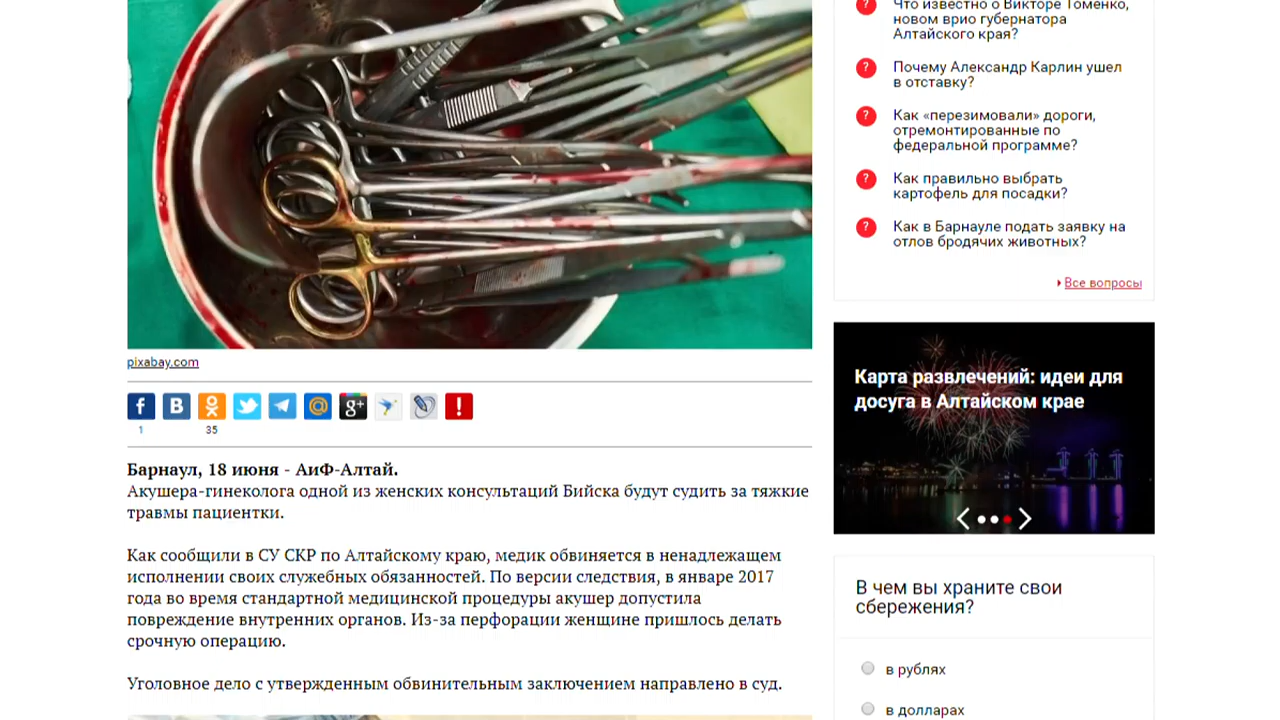 pixabay.com
1
35
Барнаул, 18 июня - АиФ-Алтай.
Акушера-гинеколога одной из женских консультаций Бийска будут судить за тяжкие
травмы пациентки.
Как сообщили в СУ СКР по Алтайскому краю, медик обвиняется в ненадлежащем
исполнении своих служебных обязанностей. По версии следствия, в январе 2017
года во время стандартной медицинской процедуры акушер допустила
повреждение внутренних органов. Из-за перфорации женщине пришлось делать
срочную операцию.
Уголовное дело с утвержденным обвинительным заключением направлено в суд.
Что известно о Викторе Томенко,
новом врио губернатора
Алтайского края?
Почему Александр Карлин ушел
в отставку?
Как «перезимовали» дороги,
отремонтированные по
федеральной программе?
Как правильно выбрать
картофель для посадки?
Как в Барнауле подать заявку на
отлов бродячих животных?
Все вопросы
Карта развлечений: идеи для
досуга в Алтайском крае
В чем вы храните свои
сбережения?
в рублях
в долларах